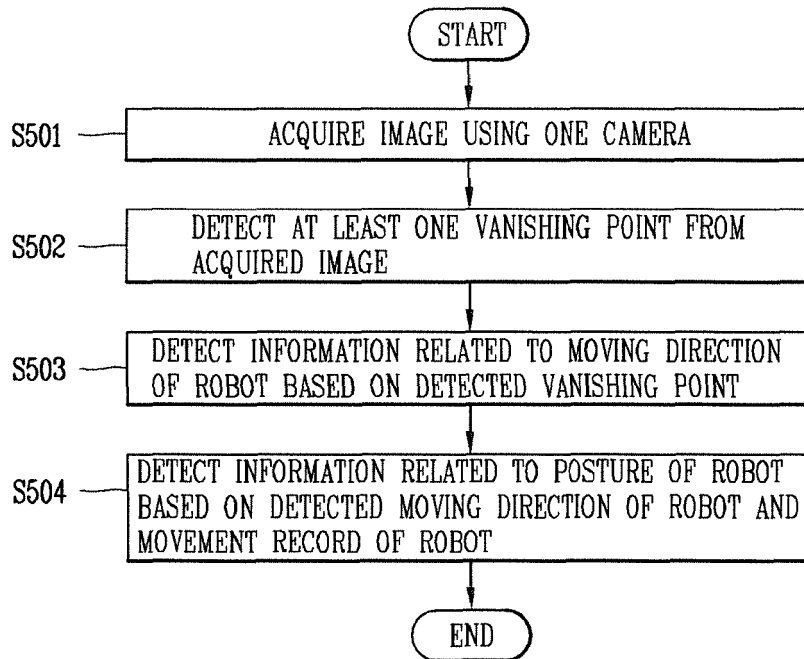 START
S501
ACQUIRE IMAGE USING ONE CAMERA
S502
DETECT AT LEAST ONE VANISHING POINT FROM
ACQUIRED IMAGE
S503
DETECT INFORMATION RELATED TO MOVING DIRECTION
OF ROBOT BASED ON DETECTED VANISHING POINT
S504
DETECT INFORMATION RELATED TO POSTURE OF ROBOT
BASED ON DETECTED MOVING DIRECTION OF ROBOT AND
MOVEMENT RECORD OF ROBOT
END